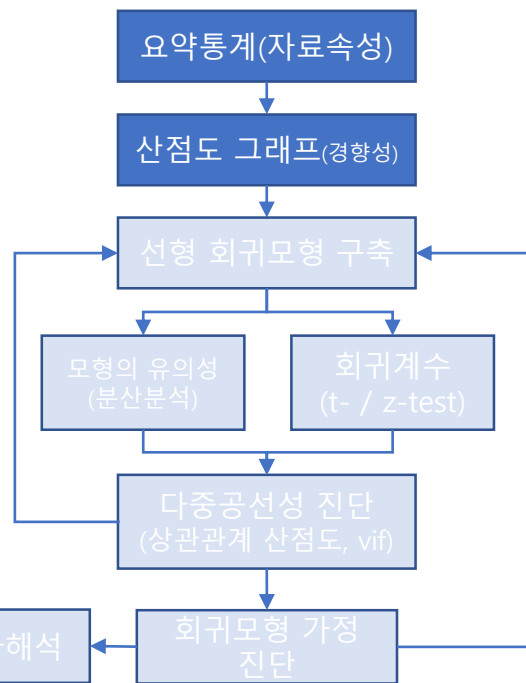 요약통계(자료속성)
산점도 그래프(경향성)
선형 회귀모형 구축
모형의 유의성
(분산분석)
회귀계수
(t- / z-test)
다중공선성 진단
(상관관계 산점도, vif)
회귀모형 가정
진단
해석